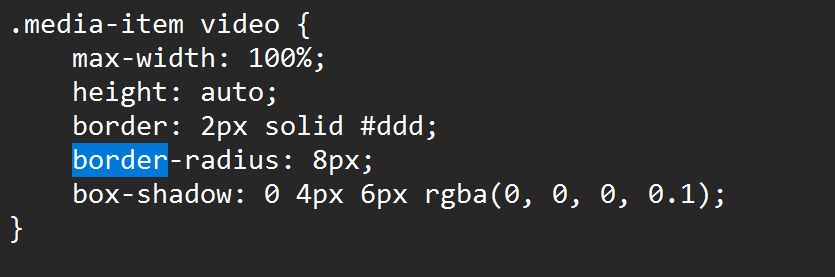 .media-item video {
    max-width: 100%;
    height: auto;
    border: 2px solid #ddd;
    border-radius: 8px;
    box-shadow: 0 4px 6px rgba(0, 0, 0, 0.1);
}